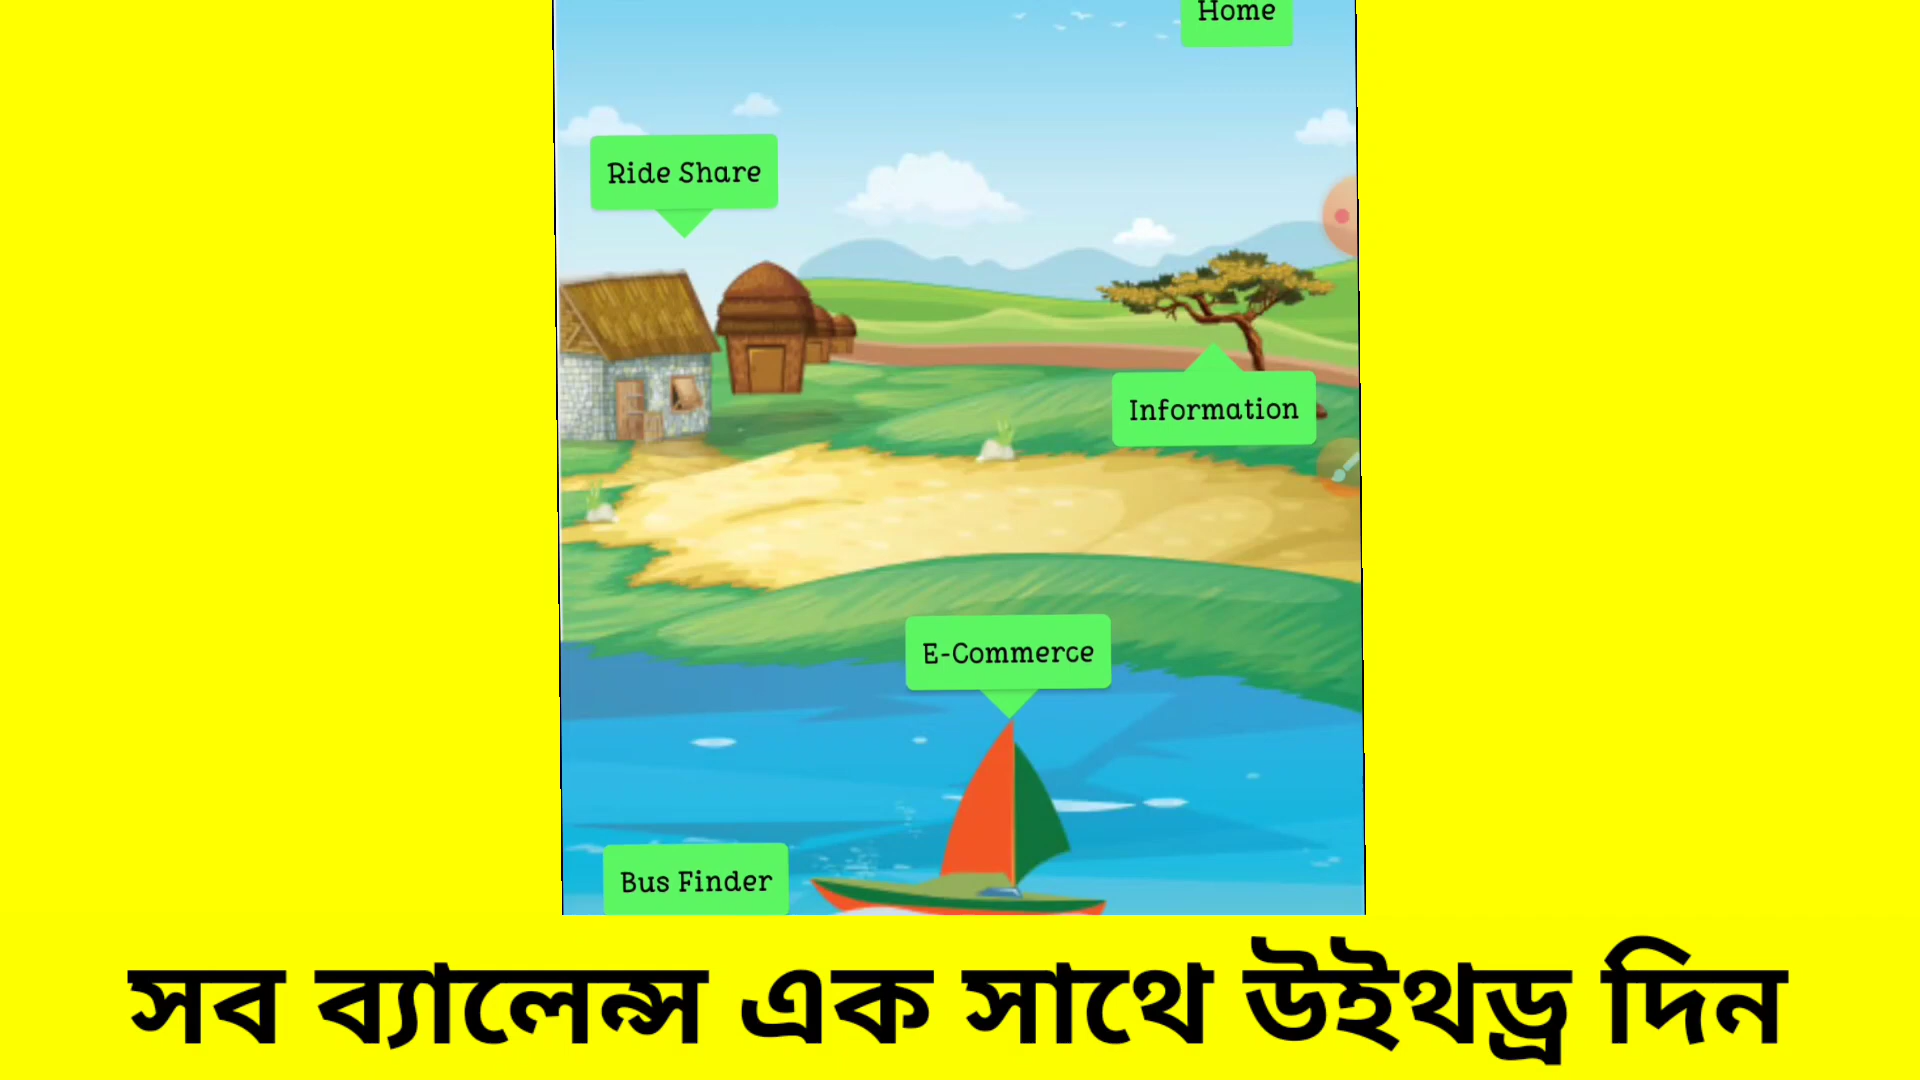 Home
Ride Share
Information
E-Commerce
Bus Finder
সব ব্যালেন্স এক সাথে উইথড্র দিন